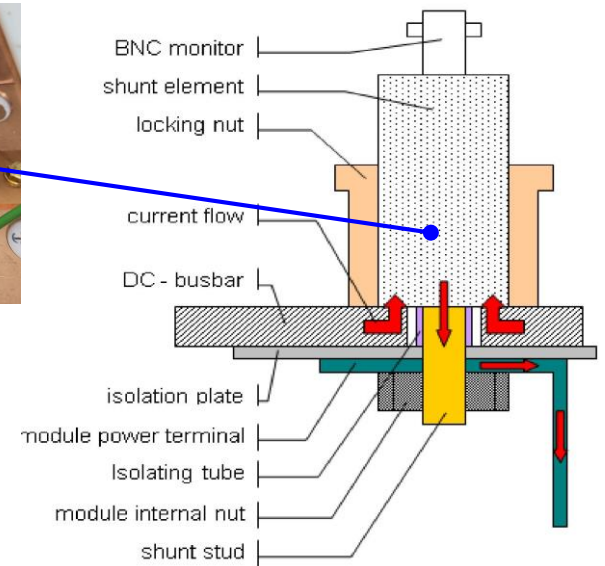 BNC monitor
shunt element
locking nut
current flow
DC - busbar
isolation plate
module power terminal
Isolating tube
module internal nut
shunt stud